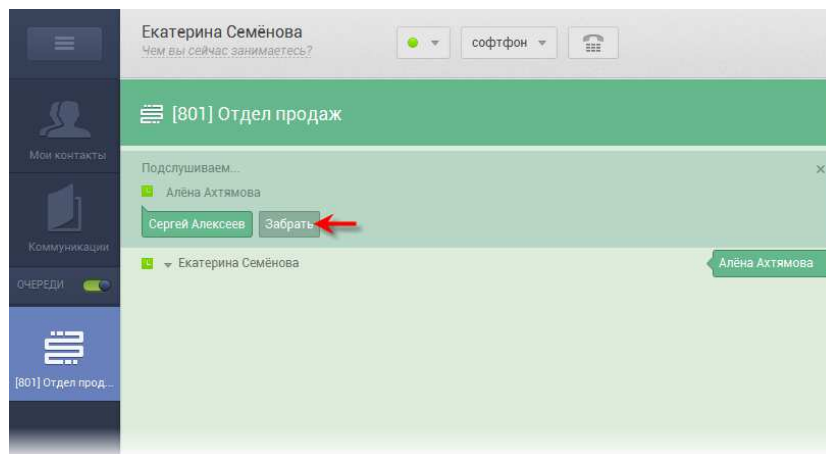 Екатерина Семёнова
Чем вы сейчас занимаетесь?
софтфон
Мои контакты
Коммуникации
ОЧЕРЕДИ
[801] Отдел прод...
[801] Отдел продаж
Подслушиваем...
Алёна Ахтямова
Сергей Алексеев Забрать
Екатерина Семёнова
Алёна Ахтямова